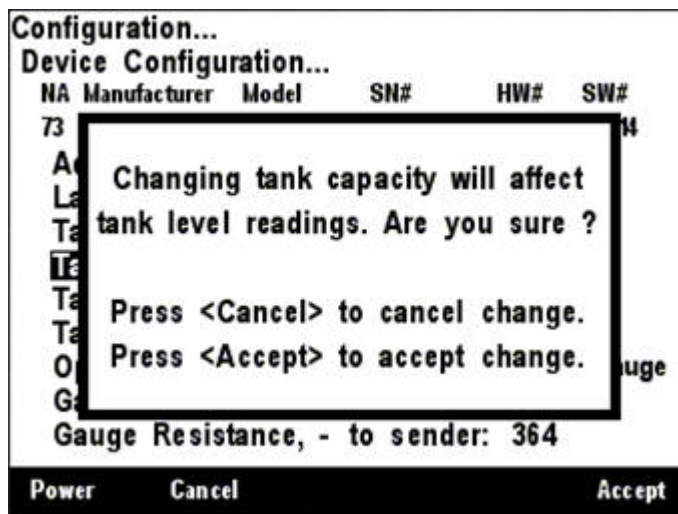 Configuration...
Device Configuration...
NA Manufacturer Model SN# HW# SW#
73
Changing tank capacity will affect
tank level readings. Are you sure ?
Press <Cancel> to cancel change.
Press <Accept> to accept change.
Gauge Resistance, - to sender: 364
Power Cancel Accept